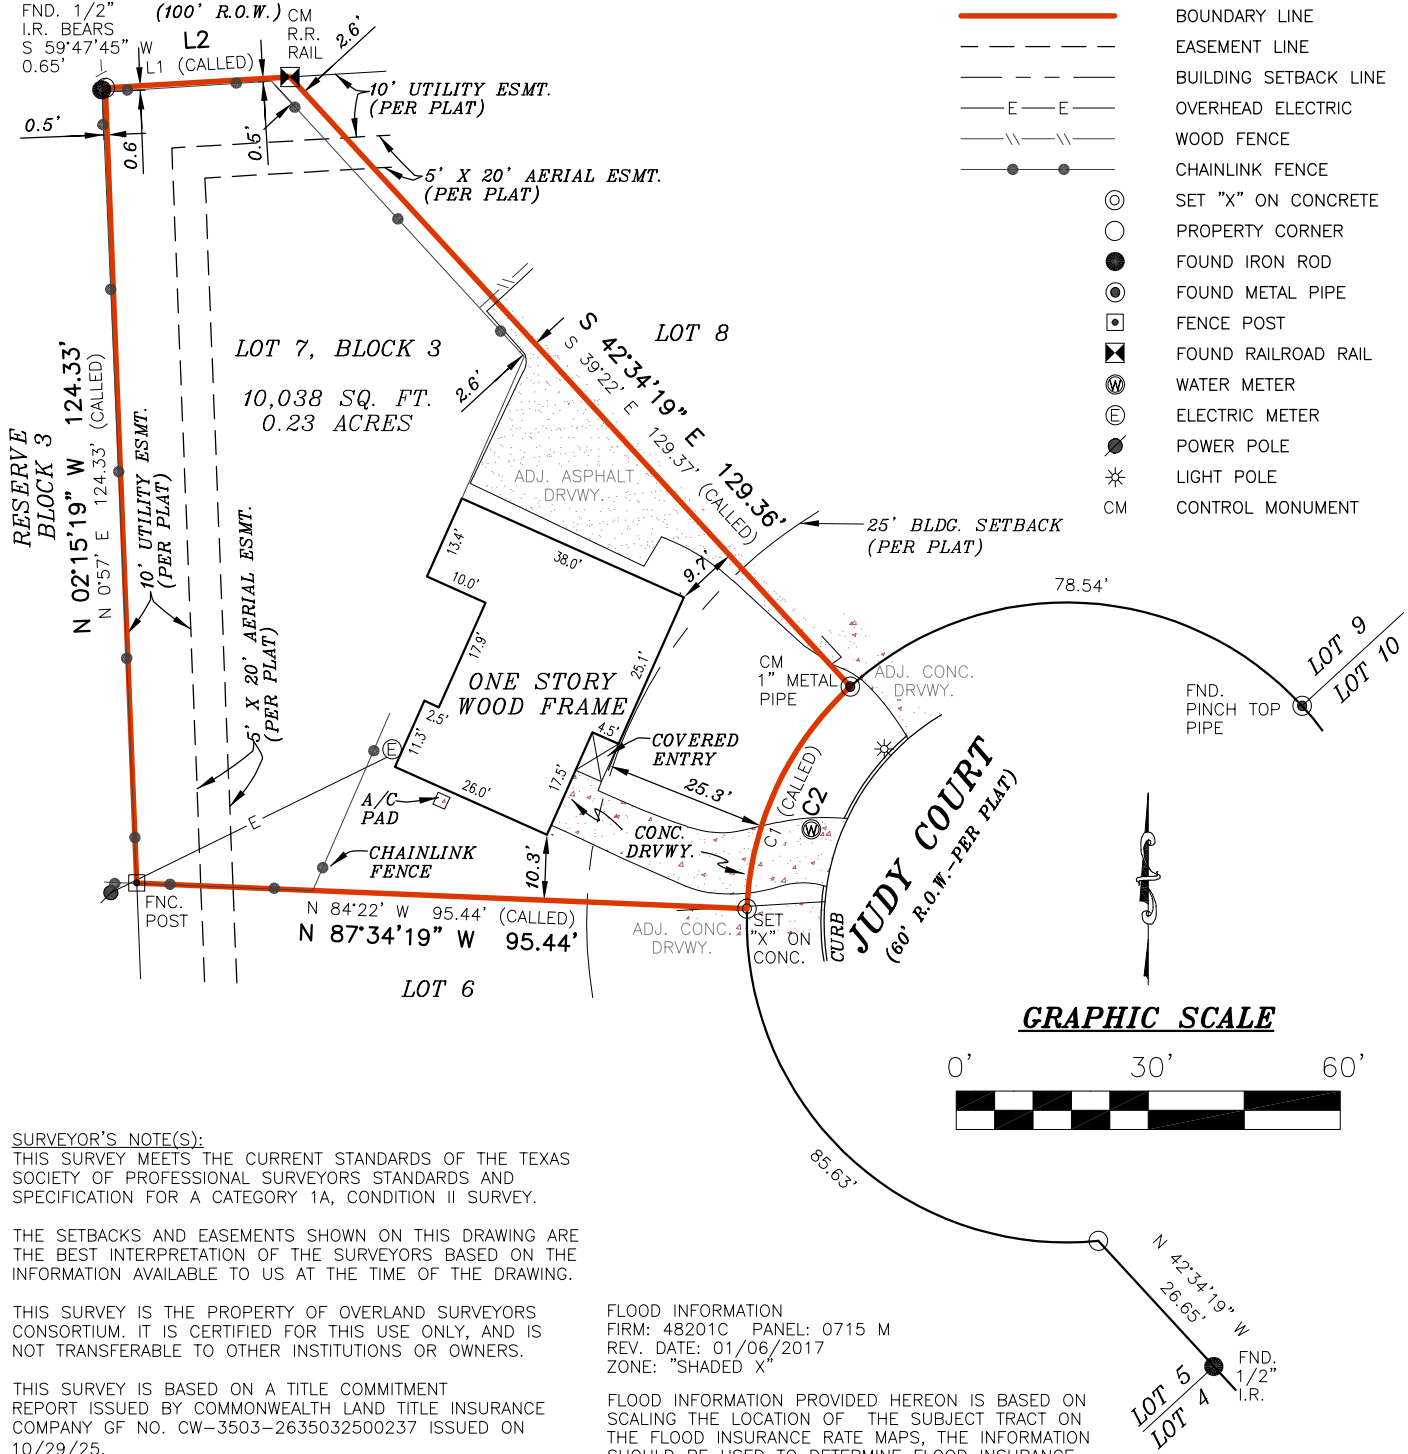 FND. 1/2"
I.R. BEARS
S 59°47'45" W
0.65'
(100' R.O.W.)
L2
L1 (CALLED)
CM
R.R.
RAIL
2.6'
10' UTILITY ESMT.
(PER PLAT)
0.5'
0.6'
0.5'
5' X 20' AERIAL ESMT.
(PER PLAT)
BOUNDARY LINE
EASEMENT LINE
BUILDING SETBACK LINE
E E OVERHEAD ELECTRIC
WOOD FENCE
CHAINLINK FENCE
SET "X" ON CONCRETE
PROPERTY CORNER
FOUND IRON ROD
FOUND METAL PIPE
FENCE POST
FOUND RAILROAD RAIL
W WATER METER
E ELECTRIC METER
POWER POLE
LIGHT POLE
CM CONTROL MONUMENT
LOT 7, BLOCK 3
10,038 SQ. FT.
0.23 ACRES
2.6'
LOT 8
S 42°34'19" E 129.36'
S 39°22' E 129.37' (CALLED)
RESERVE
BLOCK 3
N 02°15'19" W 124.33'
N 0°57' E 124.33' (CALLED)
10' UTILITY ESMT.
(PER PLAT)
5' X 20' AERIAL ESMT.
(PER PLAT)
ADJ. ASPHALT
DRVWY.
25' BLDG. SETBACK
(PER PLAT)
9.2'
13.4'
38.0'
10.0'
17.9'
25.1'
ONE STORY
WOOD FRAME
2.5'
11.3'
4.5'
26.0'
17.5'
E
E
COVERED
ENTRY
25.3'
A/C
PAD
CHAINLINK
FENCE
CONC.
DRVWY.
10.3'
CM
1" METAL
PIPE
ADJ. CONC.
DRVWY.
C1 (CALLED)
C2
W
JUDY COURT
(60' R.O.W.-PER PLAT)
CURB
78.54'
LOT 9
LOT 10
FND.
PINCH TOP
PIPE
FNC.
POST
N 84°22' W 95.44' (CALLED)
N 87°34'19" W 95.44'
ADJ. CONC.
DRVWY.
SET
"X" ON
CONC.
LOT 6
GRAPHIC SCALE
0' 30' 60'
85.63'
N 42°34'19" W
26.65'
FND.
1/2"
I.R.
LOT 5
LOT 4
SURVEYOR'S NOTE(S):
THIS SURVEY MEETS THE CURRENT STANDARDS OF THE TEXAS
SOCIETY OF PROFESSIONAL SURVEYORS STANDARDS AND
SPECIFICATION FOR A CATEGORY 1A, CONDITION II SURVEY.
THE SETBACKS AND EASEMENTS SHOWN ON THIS DRAWING ARE
THE BEST INTERPRETATION OF THE SURVEYORS BASED ON THE
INFORMATION AVAILABLE TO US AT THE TIME OF THE DRAWING.
THIS SURVEY IS THE PROPERTY OF OVERLAND SURVEYORS
CONSORTIUM. IT IS CERTIFIED FOR THIS USE ONLY, AND IS
NOT TRANSFERABLE TO OTHER INSTITUTIONS OR OWNERS.
THIS SURVEY IS BASED ON A TITLE COMMITMENT
REPORT ISSUED BY COMMONWEALTH LAND TITLE INSURANCE
COMPANY GF NO. CW-3503-2635032500237 ISSUED ON
10/29/25.
FLOOD INFORMATION
FIRM: 48201C PANEL: 0715 M
REV. DATE: 01/06/2017
ZONE: "SHADED X"
FLOOD INFORMATION PROVIDED HEREON IS BASED ON
SCALING THE LOCATION OF THE SUBJECT TRACT ON
THE FLOOD INSURANCE RATE MAPS, THE INFORMATION
SHOULD BE USED TO DETERMINE FLOOD INSURANCE